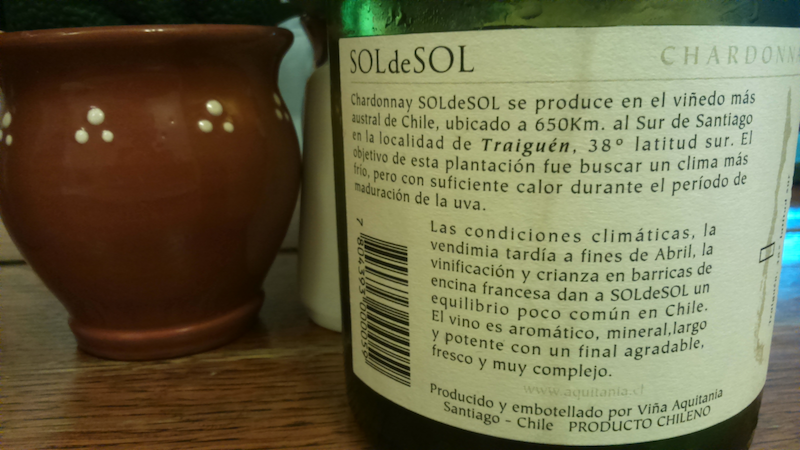 SOLdeSOL
CHARDONNA
Chardonnay SOLdeSOL se produce en el viñedo más
austral de Chile, ubicado a 650Km. al Sur de Santiago
en la localidad de Traiguén, 38º latitud sur. El
objetivo de esta plantación fue buscar un clima más
frío, pero con suficiente calor durante el período de
maduración de la uva.
Las condiciones climáticas, la
vendimia tardía a fines de Abril, la
vinificación y crianza en barricas de
encina francesa dan a SOLdeSOL un
equilibrio poco común en Chile.
El vino es aromático, mineral,largo
y potente con un final agradable,
fresco y muy complejo.
7 804393 000059
www.aquitania.cl
Producido y embotellado por Viña Aquitania
Santiago - Chile PRODUCTO CHILENO